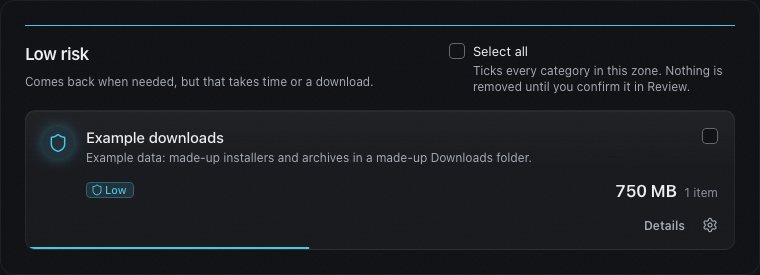 Low risk
Select all
Comes back when needed, but that takes time or a download.
Ticks every category in this zone. Nothing is
removed until you confirm it in Review.
Example downloads
Example data: made-up installers and archives in a made-up Downloads folder.
Low
750 MB 1 item
Details